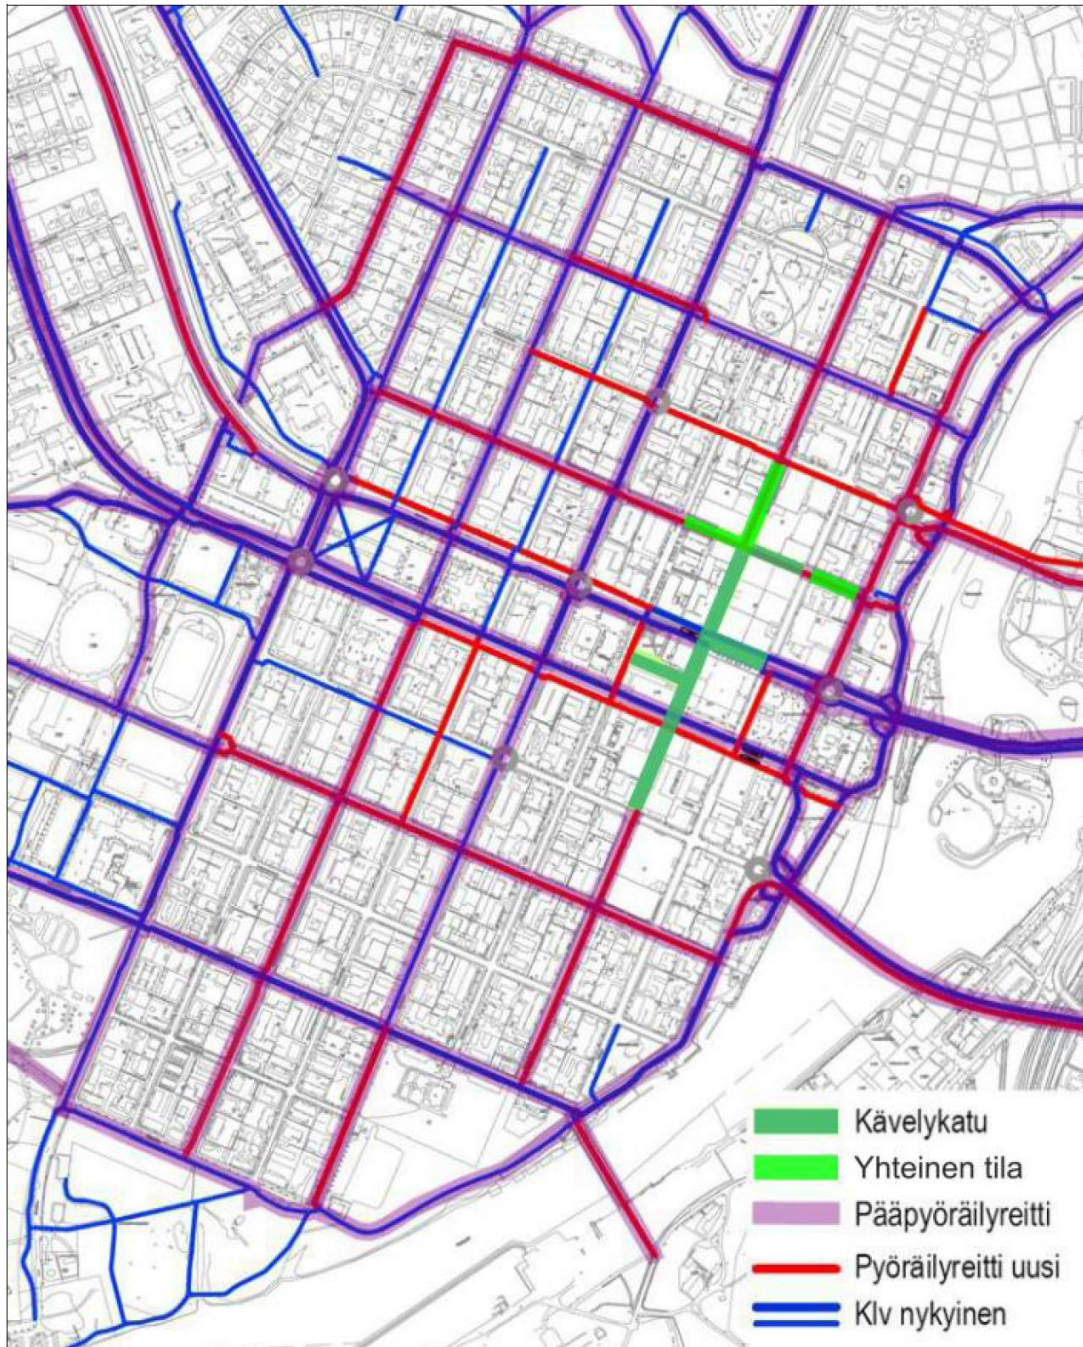 Kävelykatu
Yhteinen tila
Pääpyöräilyreitti
Pyöräilyreitti uusi
Klv nykyinen